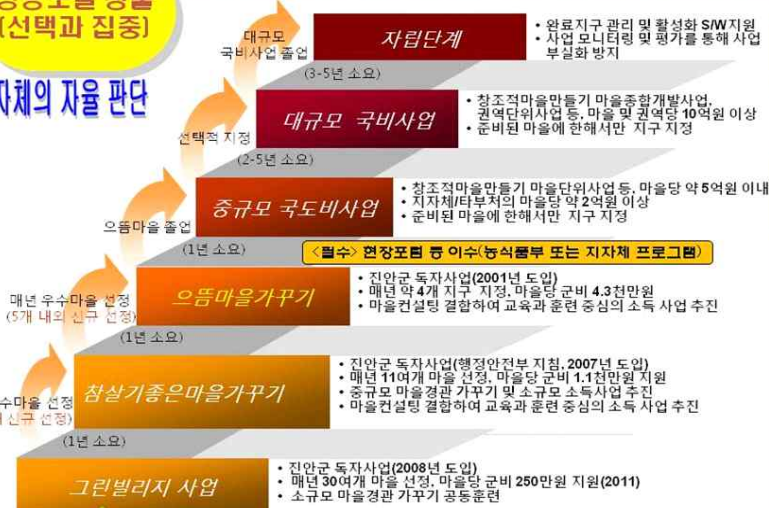 (선택과 집중)
자체의 자율 판단
대규모
국비사업 졸업
자립단계
• 완료지구 관리 및 활성화 S/W지원
• 사업 모니터링 및 평가를 통해 사업
부실화 방지
(3-5년 소요)
선택적 지정
대규모 국비사업
• 창조적마을만들기 마을종합개발사업,
권역단위사업 등, 마을 및 권역당 10억원 이상
• 준비된 마을에 한해서만 지구 지정
(2-5년 소요)
으뜸마을 졸업
중규모 국도비사업
• 창조적마을만들기 마을단위사업 등, 마을당 약 5억원 이내
• 지자체/타부처의 마을당 약 2억원 이상
• 준비된 마을에 한해서만 지구 지정
(1년 소요)
<필수> 현장포럼 등 이수(농식품부 또는 지자체 프로그램)
매년 우수마을 선정
(5개 내외 신규 선정)
으뜸마을가꾸기
• 진안군 독자사업(2001년 도입)
• 매년 약 4개 지구 지정, 마을당 군비 4.3천만원
• 마을컨설팅 결합하여 교육과 훈련 중심의 소득 사업 추진
(1년 소요)
수마을 선정
신규 선정)
참살기좋은마을가꾸기
• 진안군 독자사업(행정안전부 지침, 2007년 도입)
• 매년 11여개 마을 선정, 마을당 군비 1.1천만원 지원
• 중규모 마을경관 가꾸기 및 소규모 소득사업 추진
• 마을컨설팅 결합하여 교육과 훈련 중심의 소득 사업 추진
(1년 소요)
그린빌리지 사업
• 진안군 독자사업(2008년 도입)
• 매년 30여개 마을 선정, 마을당 군비 250만원 지원(2011)
• 소규모 마을경관 가꾸기 공동훈련